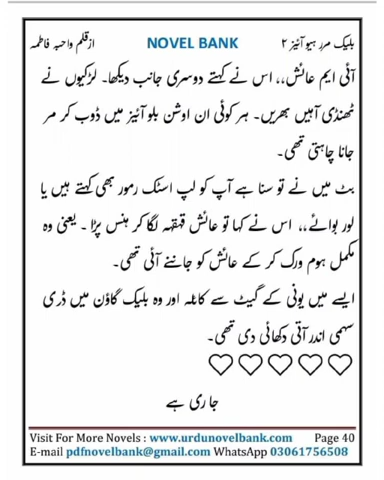 بلیک مرر ہیو آئیز ۲ NOVEL BANK ازقلم واحبہ فاطمہ
آئی ایم عائش،، اس نے کہتے دوسری جانب دیکھا۔ لڑکیوں نے
ٹھنڈی آہیں بھریں۔ ہر کوئی ان اوشن بلو آئیز میں ڈوب کر مر
جانا چاہتی تھی۔
بٹ میں نے تو سنا ہے آپ کو لپ اسٹک رمور بھی کہتے ہیں یا
لور بوائے،، اس نے کہا تو عائش قہقہہ لگا کر ہنس پڑا ۔ یعنی وہ
مکمل ہوم ورک کر کے عائش کو جاننے آئی تھی۔
ایسے میں یونی کے گیٹ سے کاملہ اور وہ بلیک گاؤن میں ڈری
سہمی اندر آتی دکھائی دی تھی۔
♡♡♡♡♡
جاری ہے
Visit For More Novels : www.urdunovelbank.com Page 40
E-mail pdfnovelbank@gmail.com WhatsApp 03061756508